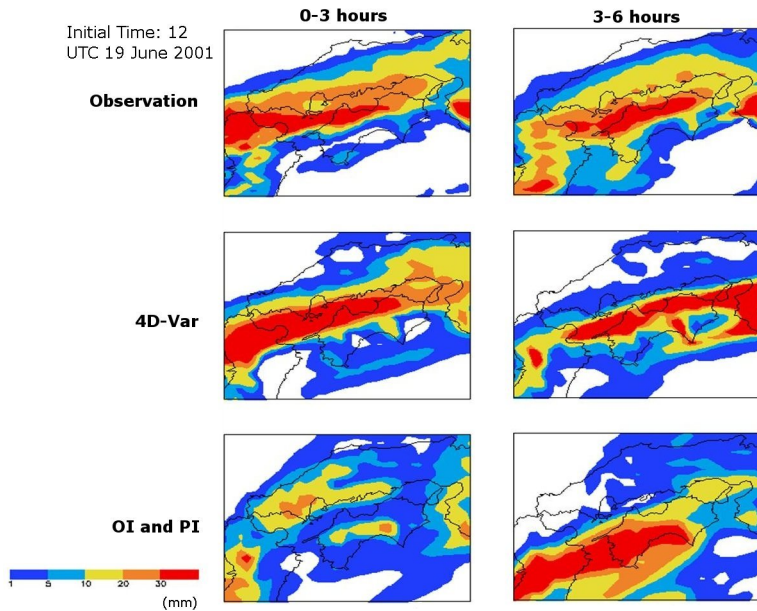 0-3 hours
3-6 hours
Initial Time: 12
UTC 19 June 2001
Observation
4D-Var
OI and PI
1 5 10 20 30
(mm)